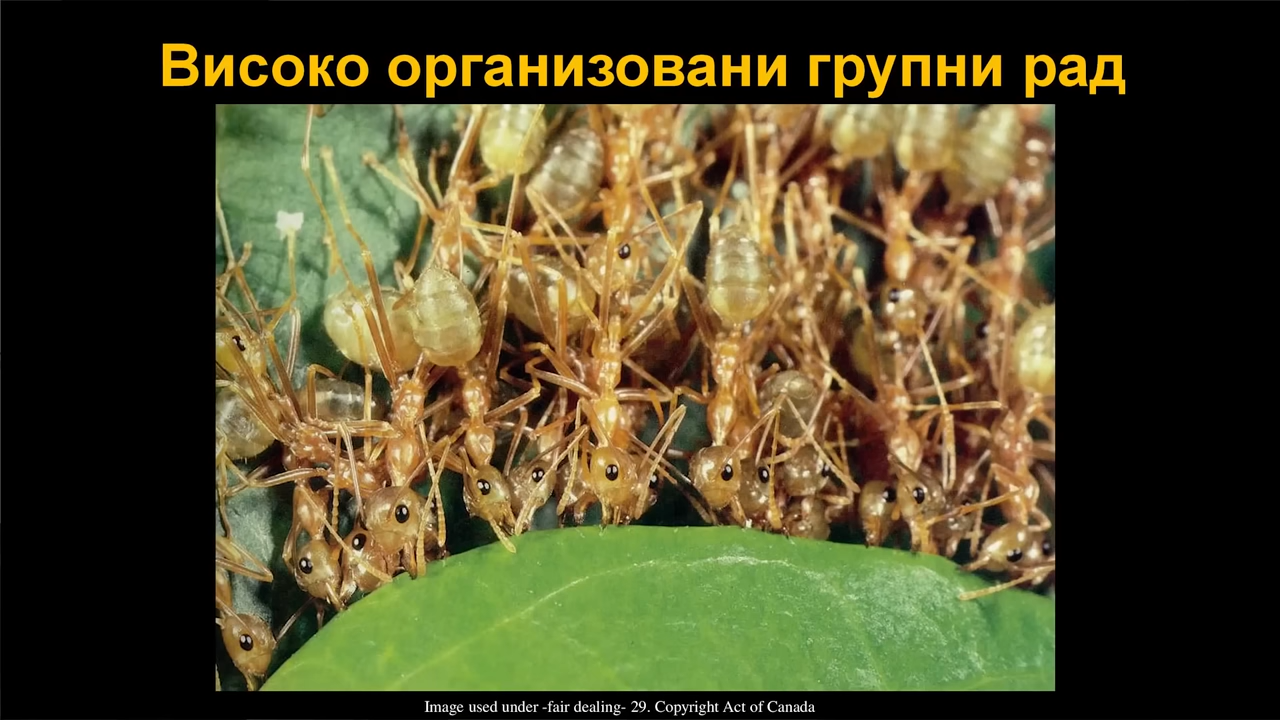 Високо организовани групни рад
Image used under -fair dealing- 29. Copyright Act of Canada